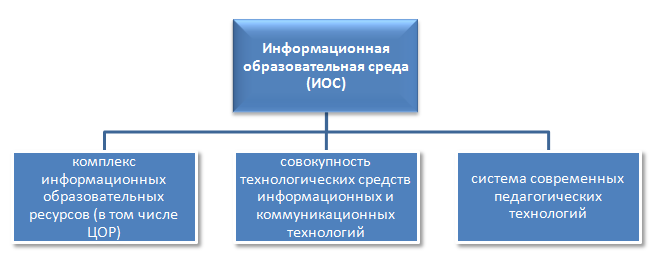 Информационная
образовательная среда
(ИОС)
комплекс
информационных
образовательных
ресурсов (в том числе
ЦОР)
совокупность
технологических средств
информационных и
коммуникационных
технологий
система современных
педагогических
технологий